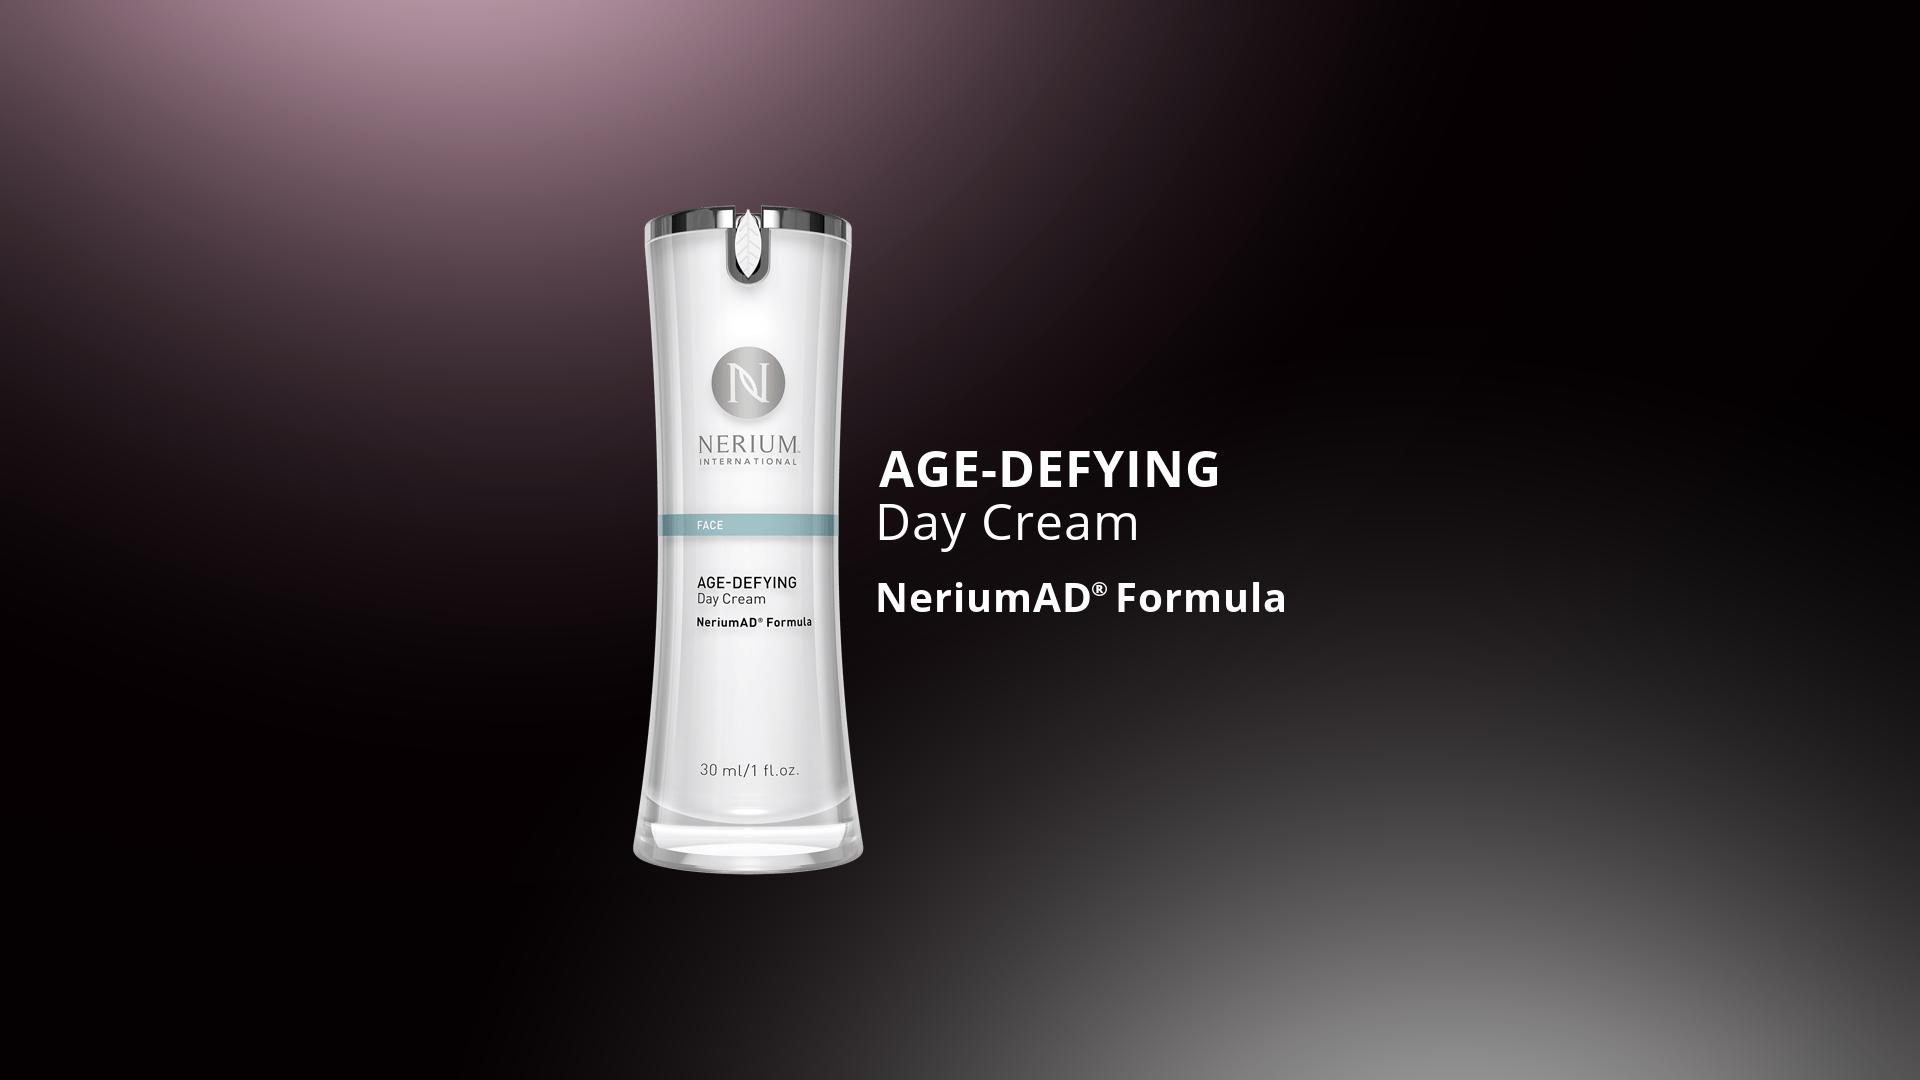 N
NERIUM
INTERNATIONAL
FACE
AGE-DEFYING
Day Cream
NeriumAD® Formula
30 ml/1 fl.oz.
AGE-DEFYING
Day Cream
NeriumAD® Formula